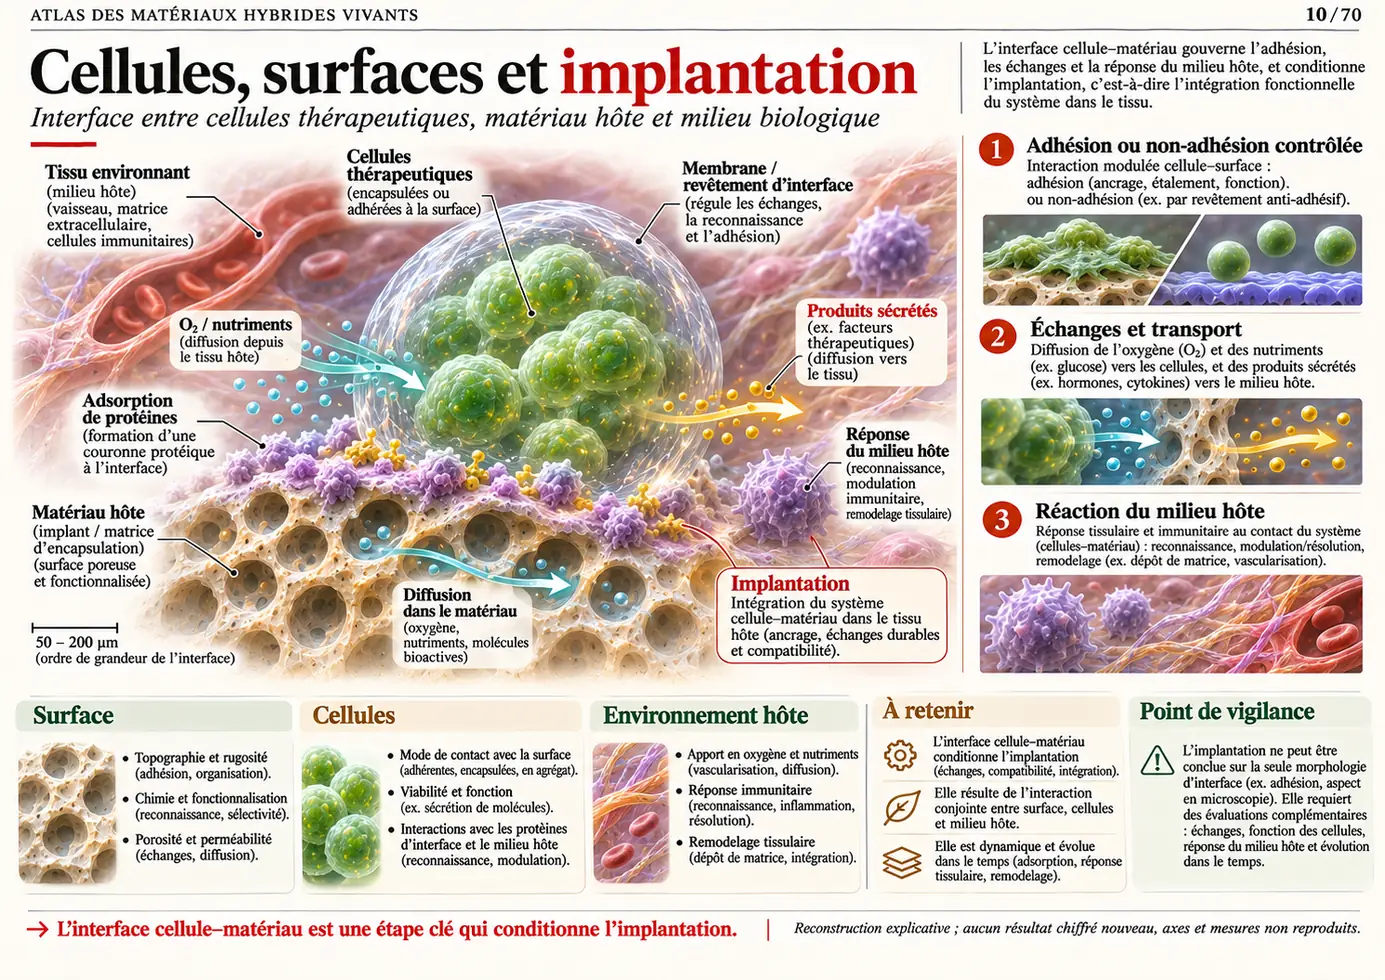 ATLAS DES MATÉRIAUX HYBRIDES VIVANTS
10 / 70
Cellules, surfaces et implantation
Interface entre cellules thérapeutiques, matériau hôte et milieu biologique
L’interface cellule–matériau gouverne l’adhésion,
les échanges et la réponse du milieu hôte, et conditionne
l’implantation, c’est-à-dire l’intégration fonctionnelle
du système dans le tissu.
Tissu environnant
(milieu hôte)
(vaisseau, matrice
extracellulaire,
cellules immunitaires)
Cellules
thérapeutiques
(encapsulées ou
adhérées à la surface)
Membrane /
revêtement d’interface
(régule les échanges,
la reconnaissance
et l’adhésion)
O₂ / nutriments
(diffusion depuis
le tissu hôte)
Produits sécrétés
(ex. facteurs
thérapeutiques)
(diffusion vers
le tissu)
Adsorption
de protéines
(formation d’une
couronne protéique
à l’interface)
Réponse
du milieu hôte
(reconnaissance,
modulation
immunitaire,
remodelage tissulaire)
Matériau hôte
(implant / matrice
d’encapsulation)
(surface poreuse
et fonctionnalisée)
Diffusion
dans le matériau
(oxygène,
nutriments, molécules
bioactives)
Implantation
Intégration du système
cellule–matériau dans le tissu
hôte (ancrage, échanges durables
et compatibilité).
50 – 200 µm
(ordre de grandeur de l’interface)
1
Adhésion ou non-adhésion contrôlée
Interaction modulée cellule–surface :
adhésion (ancrage, étalement, fonction).
ou non-adhésion (ex. par revêtement anti-adhésif).
2
Échanges et transport
Diffusion de l’oxygène (O₂) et des nutriments
(ex. glucose) vers les cellules, et des produits sécrétés
(ex. hormones, cytokines) vers le milieu hôte.
3
Réaction du milieu hôte
Réponse tissulaire et immunitaire au contact du système
(cellules–matériau) : reconnaissance, modulation/résolution,
remodelage (ex. dépôt de matrice, vascularisation).
Surface
• Topographie et rugosité
(adhésion, organisation).
• Chimie et fonctionnalisation
(reconnaissance, sélectivité).
• Porosité et perméabilité
(échanges, diffusion).
Cellules
• Mode de contact avec la surface
(adhérentes, encapsulées, en agrégat).
• Viabilité et fonction
(ex. sécrétion de molécules).
• Interactions avec les protéines
d’interface et le milieu hôte
(reconnaissance, modulation).
Environnement hôte
• Apport en oxygène et nutriments
(vascularisation, diffusion).
• Réponse immunitaire
(reconnaissance, inflammation,
résolution).
• Remodelage tissulaire
(dépôt de matrice, intégration).
À retenir
L’interface cellule–matériau
conditionne l’implantation
(échanges, compatibilité, intégration).
Elle résulte de l’interaction
conjointe entre surface, cellules
et milieu hôte.
Elle est dynamique et évolue
dans le temps (adsorption, réponse
tissulaire, remodelage).
Point de vigilance
L’implantation ne peut être
conclue sur la seule morphologie
d’interface (ex. adhésion, aspect
en microscopie). Elle requiert
des évaluations complémentaires
: échanges, fonction des cellules,
réponse du milieu hôte et évolution
dans le temps.
→ L’interface cellule–matériau est une étape clé qui conditionne l’implantation.
Reconstruction explicative ; aucun résultat chiffré nouveau, axes et mesures non reproduits.